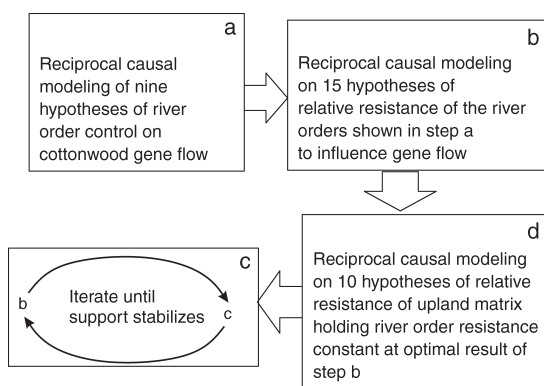 a
Reciprocal causal
modeling of nine
hypotheses of river
order control on
cottonwood gene flow
b
Reciprocal causal modeling
on 15 hypotheses of
relative resistance of the river
orders shown in step a
to influence gene flow
d
Reciprocal causal modeling
on 10 hypotheses of relative
resistance of upland matrix
holding river order resistance
constant at optimal result of
step b
c
b
Iterate until
support stabilizes
c